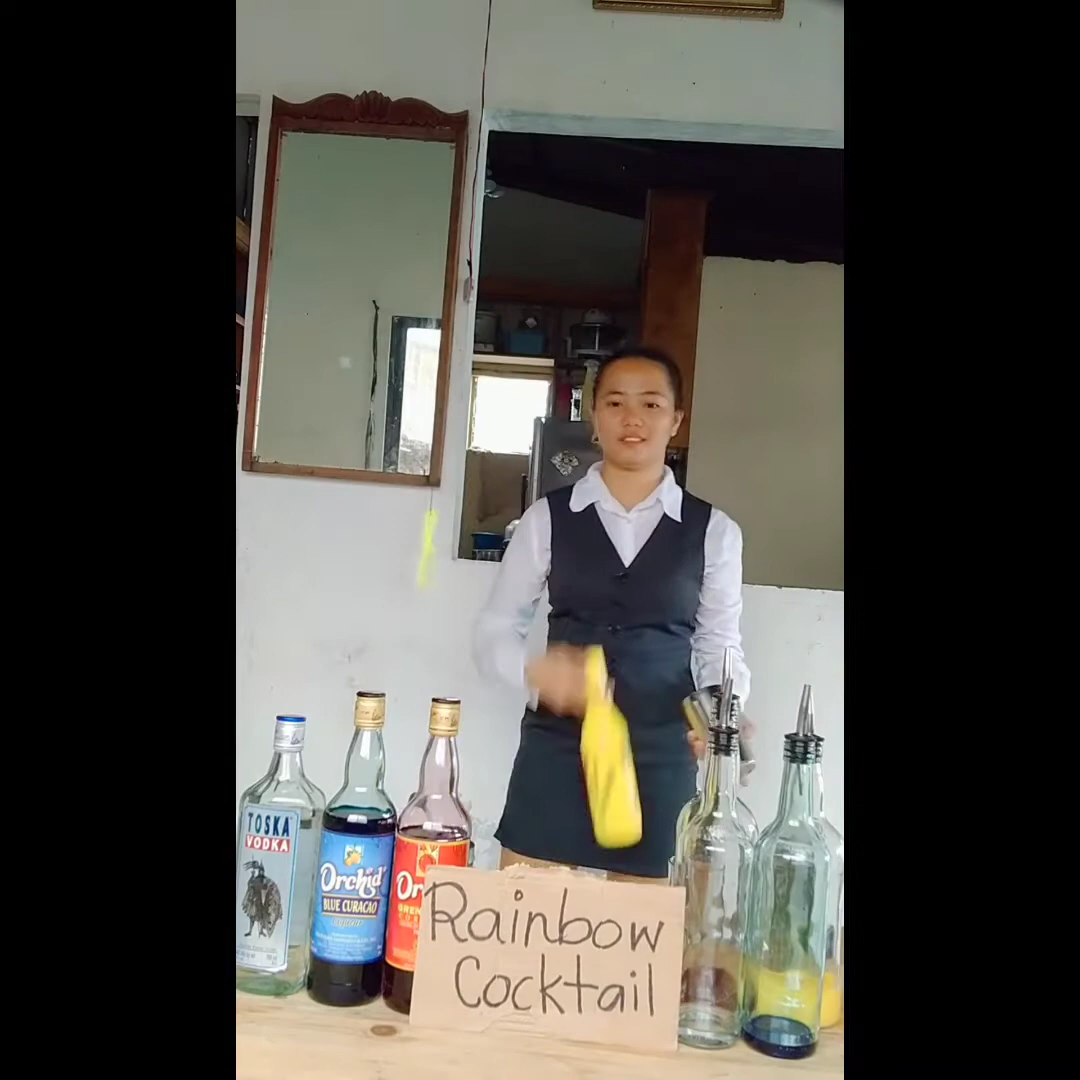 TOSKA
VODKA
Orchid
BLUE CURACAO
Or
Rainbow
Cocktail